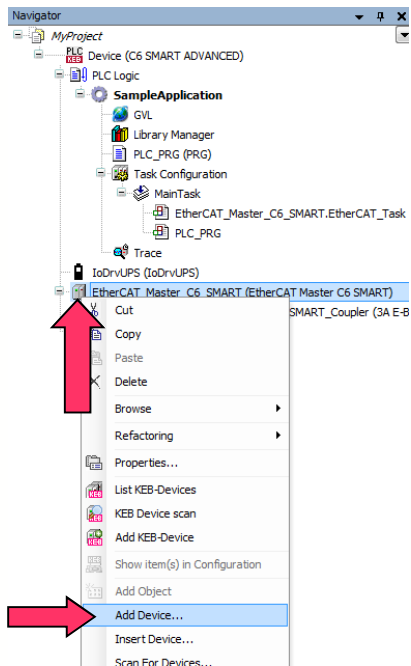 Navigator
MyProject
PLC KEB Device (C6 SMART ADVANCED)
PLC Logic
SampleApplication
GVL
Library Manager
PLC_PRG (PRG)
Task Configuration
MainTask
EtherCAT_Master_C6_SMART.EtherCAT_Task
PLC_PRG
Trace
IoDrvUPS (IoDrvUPS)
EtherCAT_Master_C6_SMART (EtherCAT Master C6 SMART)
Cut SMART_Coupler (3A E-B
Copy
Paste
Delete
Browse
Refactoring
Properties...
List KEB-Devices
KEB Device scan
Add KEB-Device
Show item(s) in Configuration
Add Object
Add Device...
Insert Device...
Scan For Devices...